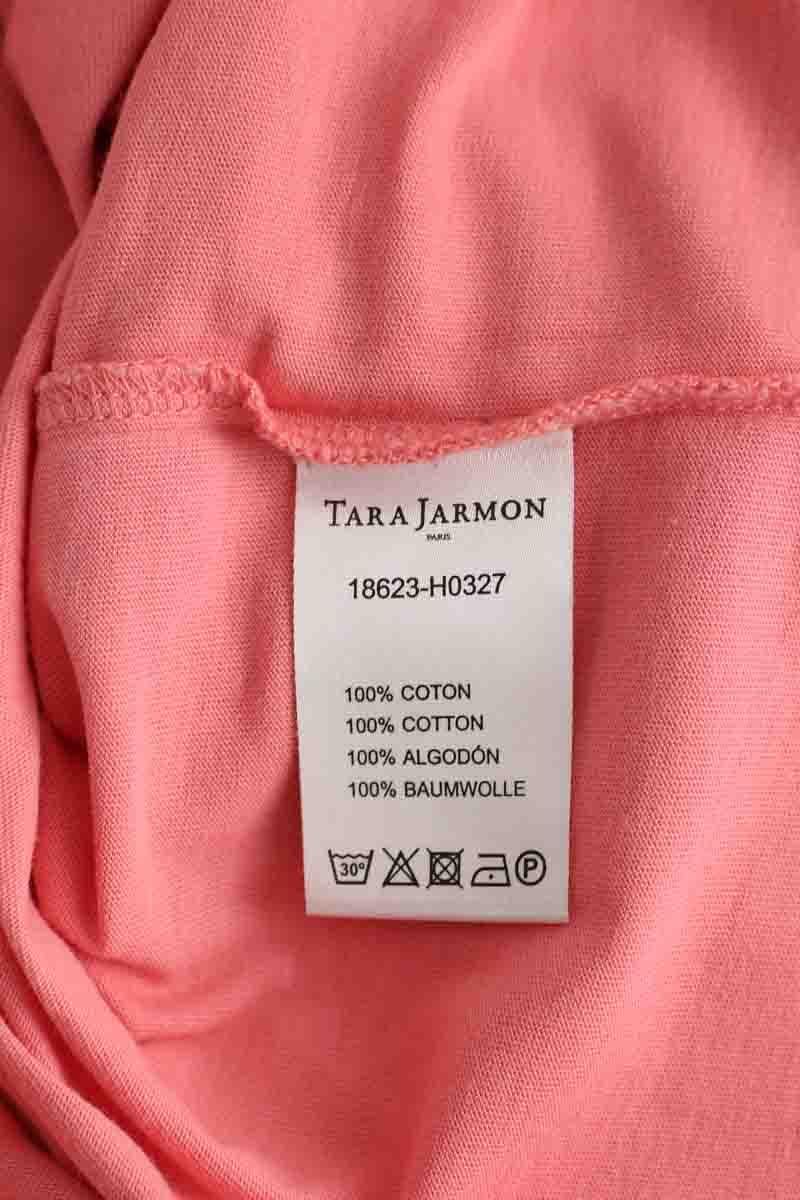 TARA JARMON
PARIS
18623-H0327
100% COTON
100% COTTON
100% ALGODÓN
100% BAUMWOLLE
30° P